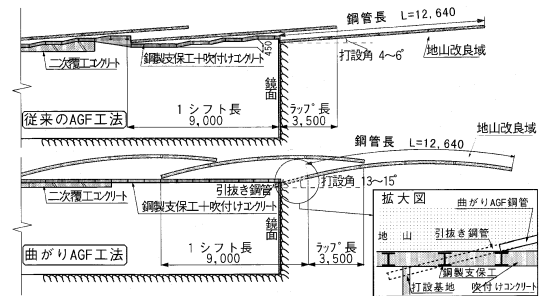 鋼管長 L=12,640
打設角 4~6°
地山改良域
450
二次覆工コンクリート
鋼製支保工+吹付けコンクリート
鏡面
従来のAGF工法
1シフト長
9,000
ラップ長
3,500
鋼管長 L=12,640
地山改良域
打設角 13~15°
引抜き鋼管
二次覆工コンクリート
鋼製支保工+吹付けコンクリート
鏡面
曲がりAGF工法
1シフト長
9,000
ラップ長
3,500
拡大図
曲がりAGF鋼管
引抜き鋼管
地山
鋼製支保工
打設基地
吹付けコンクリート